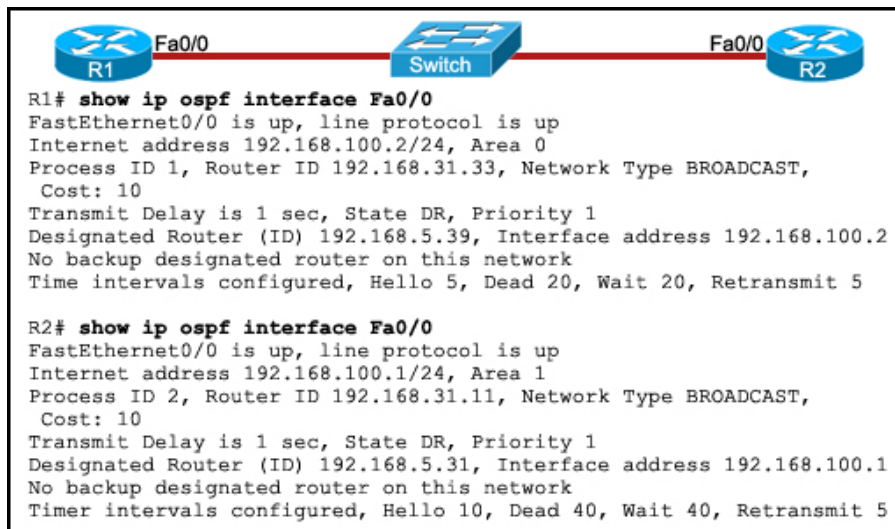 Fa0/0
Fa0/0
R1
Switch
R2
R1# show ip ospf interface Fa0/0
FastEthernet0/0 is up, line protocol is up
Internet address 192.168.100.2/24, Area 0
Process ID 1, Router ID 192.168.31.33, Network Type BROADCAST,
Cost: 10
Transmit Delay is 1 sec, State DR, Priority 1
Designated Router (ID) 192.168.5.39, Interface address 192.168.100.2
No backup designated router on this network
Time intervals configured, Hello 5, Dead 20, Wait 20, Retransmit 5
R2# show ip ospf interface Fa0/0
FastEthernet0/0 is up, line protocol is up
Internet address 192.168.100.1/24, Area 1
Process ID 2, Router ID 192.168.31.11, Network Type BROADCAST,
Cost: 10
Transmit Delay is 1 sec, State DR, Priority 1
Designated Router (ID) 192.168.5.31, Interface address 192.168.100.1
No backup designated router on this network
Timer intervals configured, Hello 10, Dead 40, Wait 40, Retransmit 5